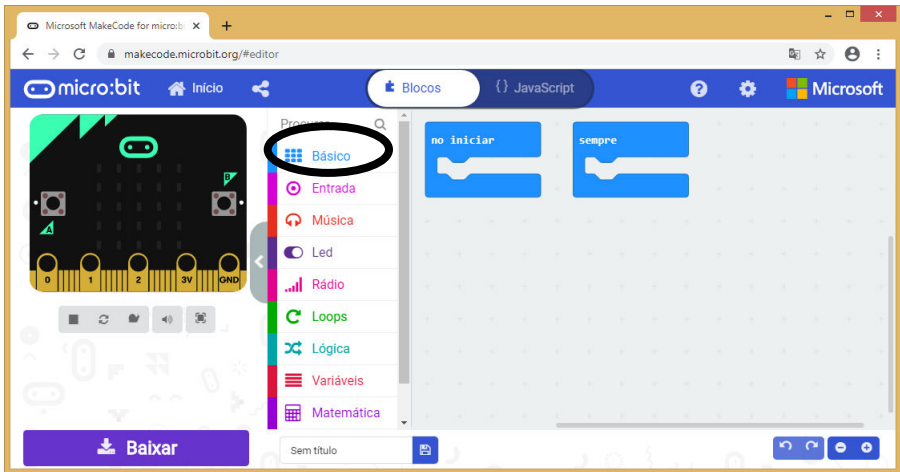 Microsoft MakeCode for micro:b
makecode.microbit.org/#editor
micro:bit
Início
Blocos
{} JavaScript
?
Microsoft
Procurar
Básico
Entrada
Música
Led
Rádio
Loops
Lógica
Variáveis
Matemática
no iniciar
sempre
A
B
0
1
2
3V
GND
Baixar
Sem título